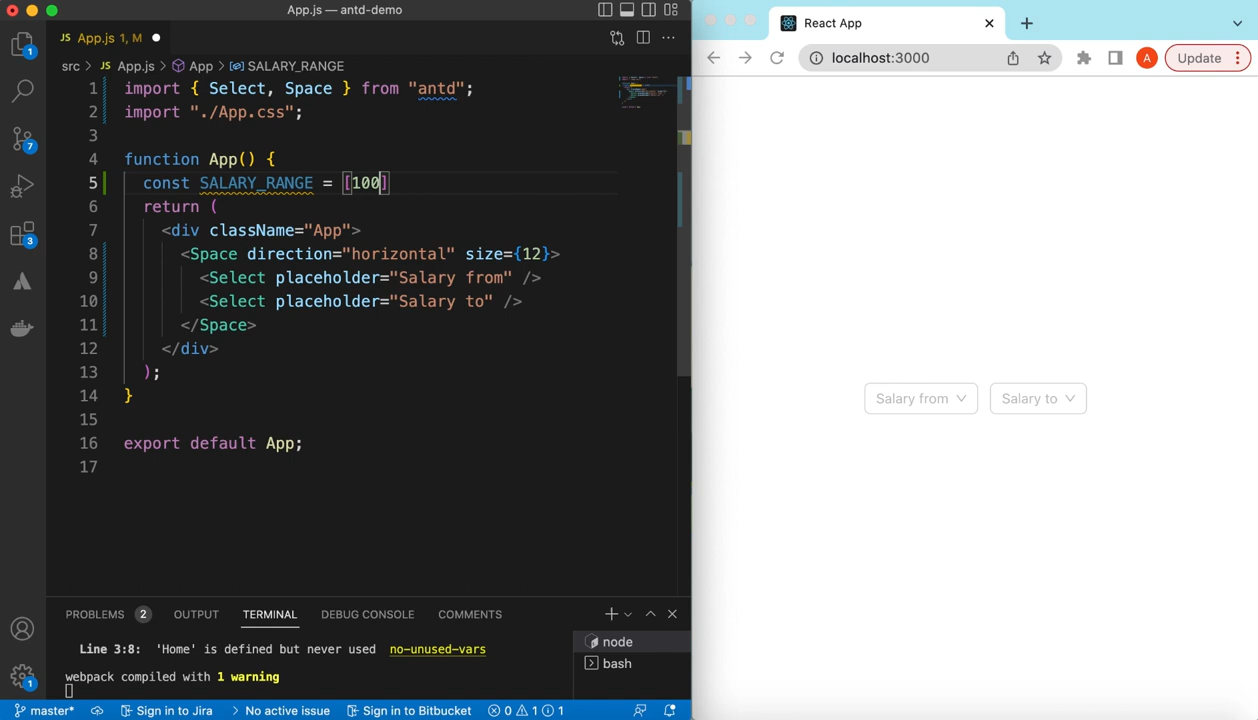 App.js — antd-demo
JS App.js 1, M
src > JS App.js > App > SALARY_RANGE
1 import { Select, Space } from "antd";
2 import "./App.css";
3
4 function App() {
5 const SALARY_RANGE = [100]
6 return (
7 <div className="App">
8 <Space direction="horizontal" size={12}>
9 <Select placeholder="Salary from" />
10 <Select placeholder="Salary to" />
11 </Space>
12 </div>
13 );
14 }
15
16 export default App;
17
1
7
3
1
PROBLEMS 2 OUTPUT TERMINAL DEBUG CONSOLE COMMENTS
Line 3:8: 'Home' is defined but never used no-unused-vars
webpack compiled with 1 warning
node
bash
master* Sign in to Jira No active issue Sign in to Bitbucket 0 1 1
React App
localhost:3000
A
Update
Salary from
Salary to